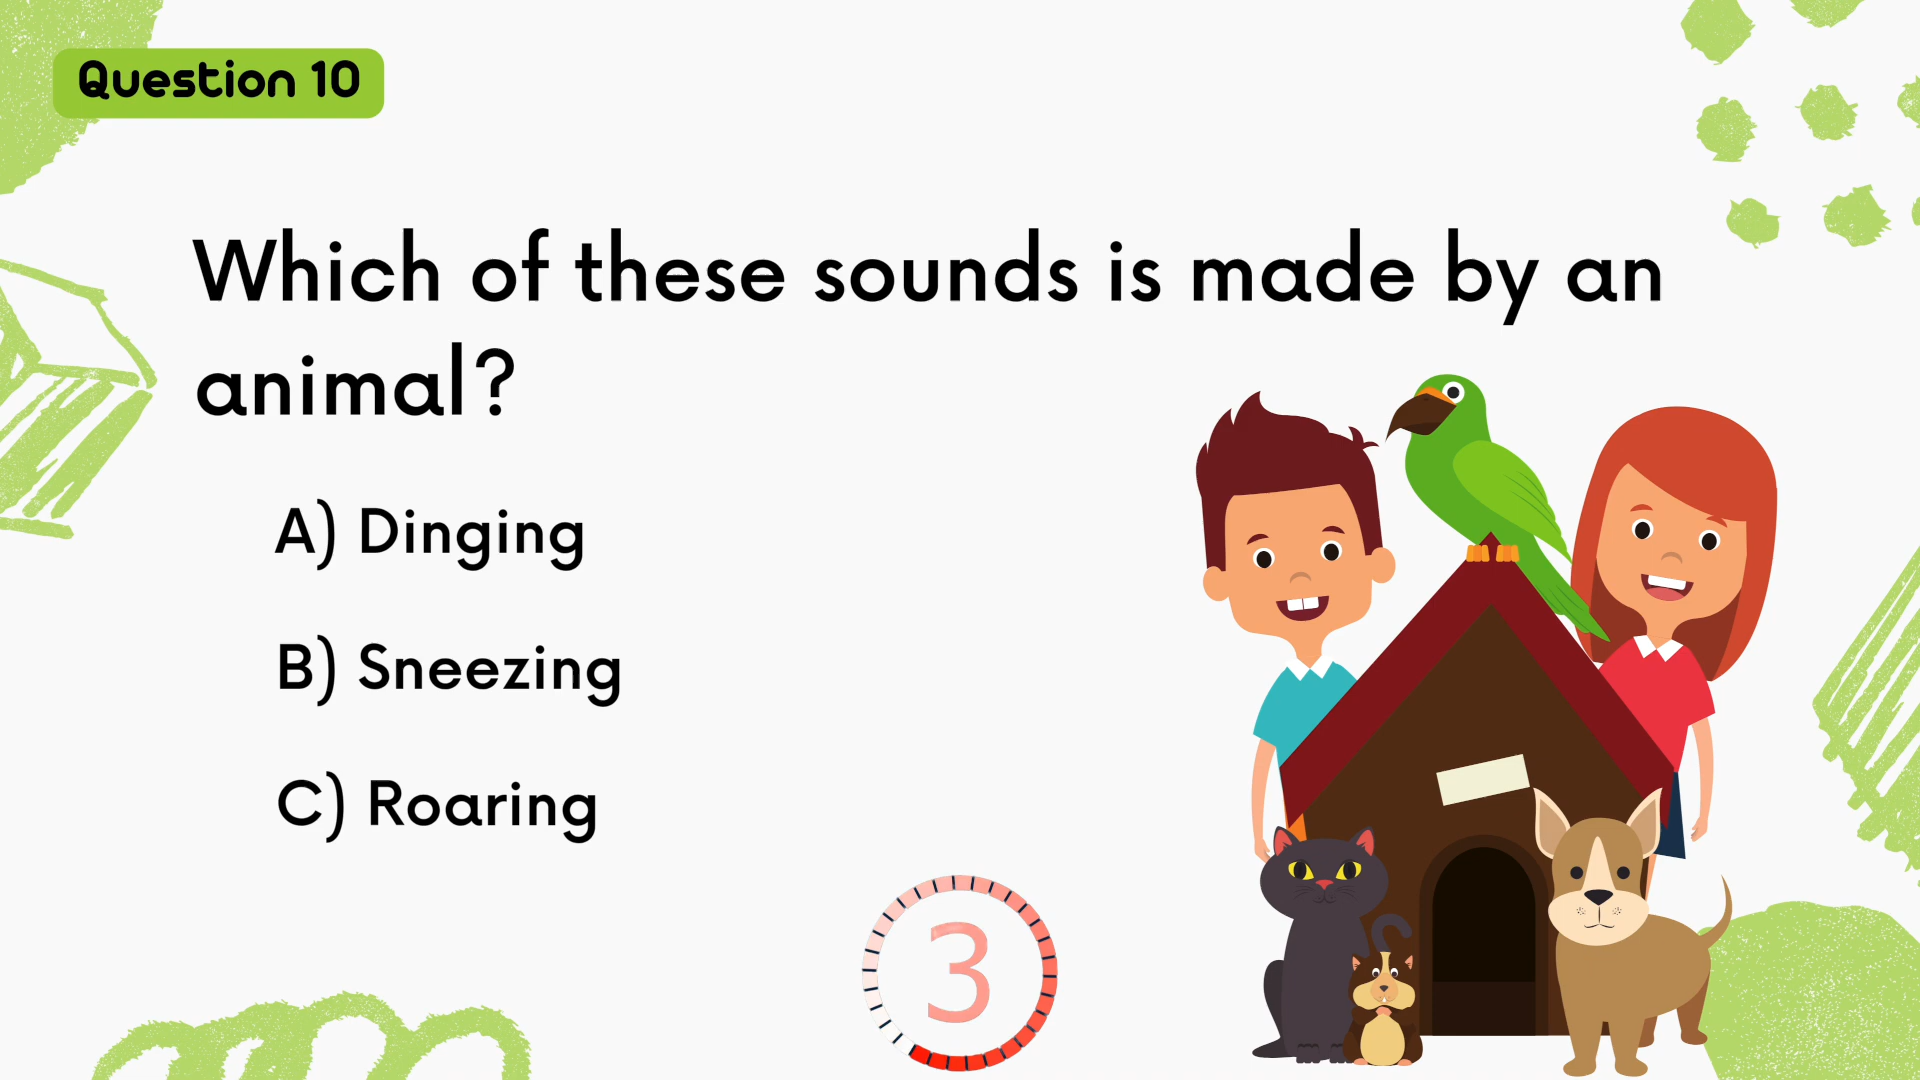 Question 10
Which of these sounds is made by an
animal?
A) Dinging
B) Sneezing
C) Roaring
3